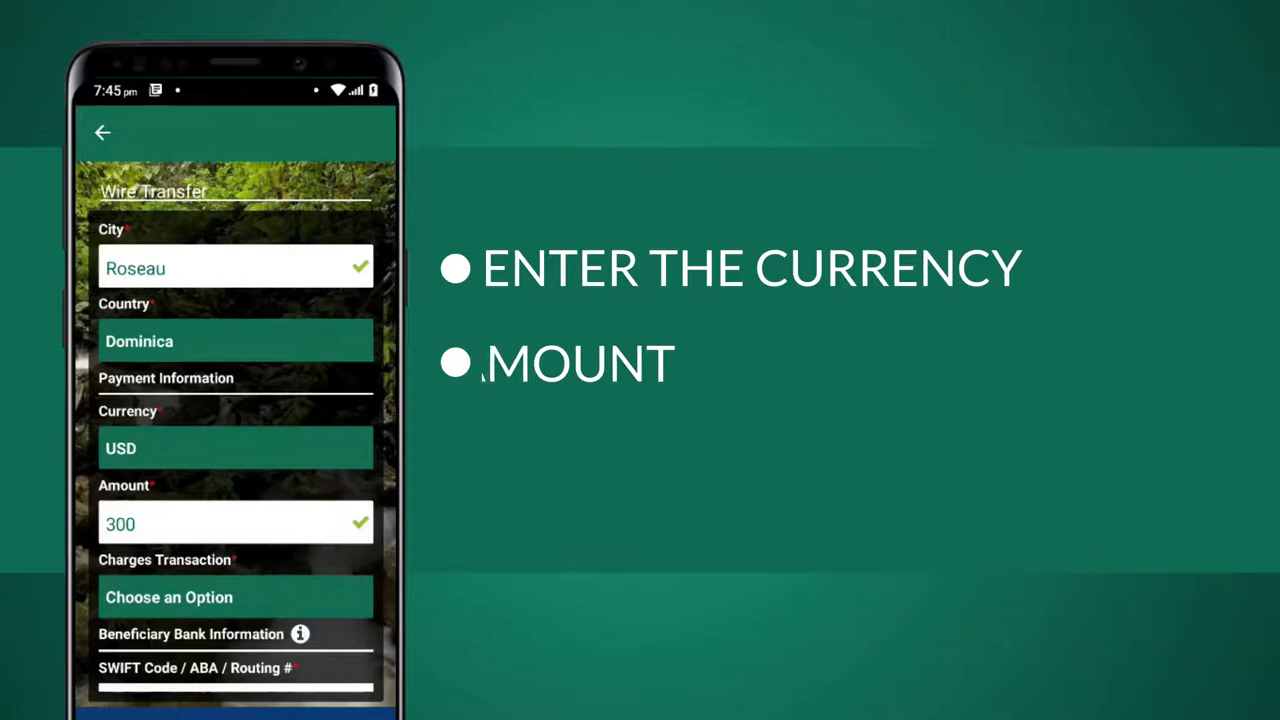 7:45 pm
Wire Transfer
City*
Roseau
Country*
Dominica
Payment Information
Currency*
USD
Amount*
300
Charges Transaction*
Choose an Option
Beneficiary Bank Information
SWIFT Code / ABA / Routing #*
ENTER THE CURRENCY
AMOUNT